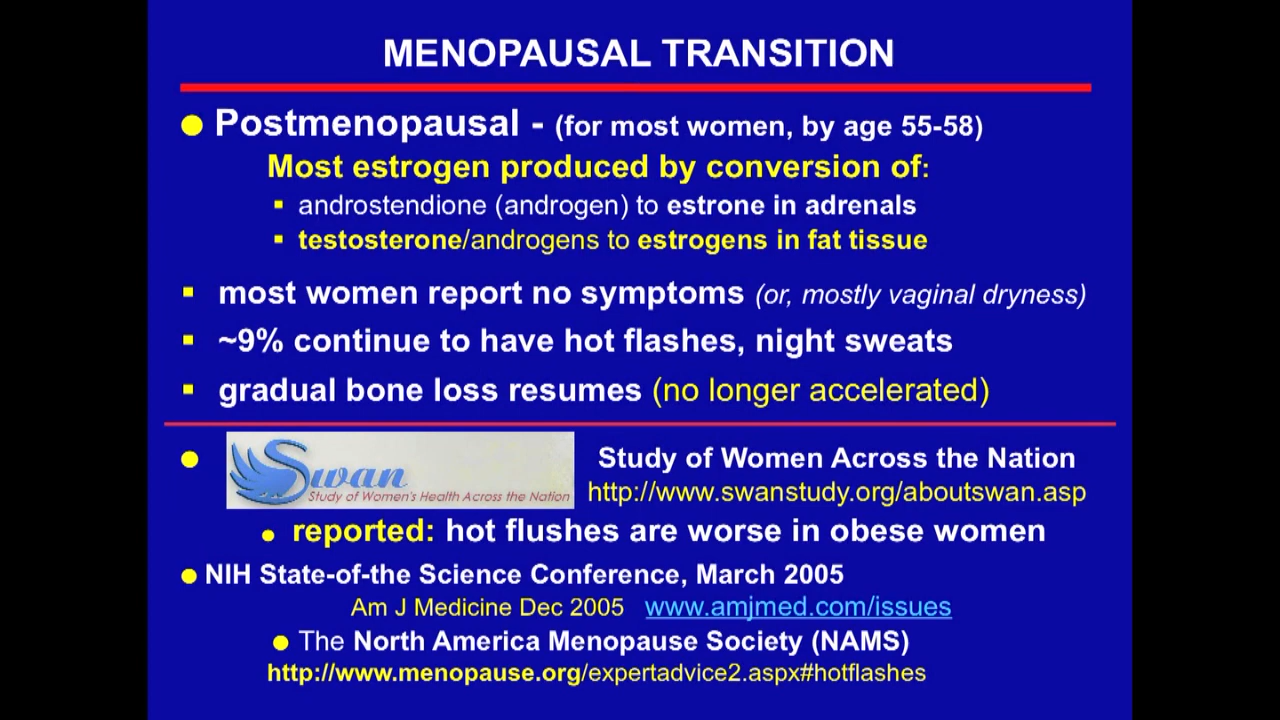 MENOPAUSAL TRANSITION
Postmenopausal - (for most women, by age 55-58)
Most estrogen produced by conversion of:
androstendione (androgen) to estrone in adrenals
testosterone/androgens to estrogens in fat tissue
most women report no symptoms (or, mostly vaginal dryness)
~9% continue to have hot flashes, night sweats
gradual bone loss resumes (no longer accelerated)
Swan
Study of Women's Health Across the Nation
Study of Women Across the Nation
http://www.swanstudy.org/aboutswan.asp
reported: hot flushes are worse in obese women
NIH State-of-the Science Conference, March 2005
Am J Medicine Dec 2005 www.amjmed.com/issues
The North America Menopause Society (NAMS)
http://www.menopause.org/expertadvice2.aspx#hotflashes